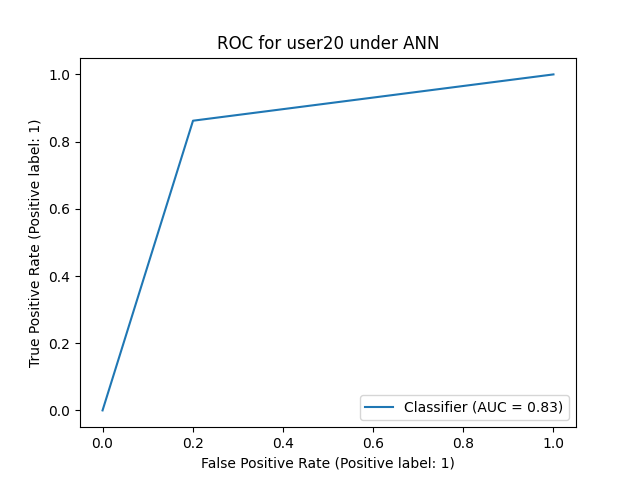 ROC for user20 under ANN
True Positive Rate (Positive label: 1)
1.0
0.8
0.6
0.4
0.2
0.0
Classifier (AUC = 0.83)
0.0 0.2 0.4 0.6 0.8 1.0
False Positive Rate (Positive label: 1)